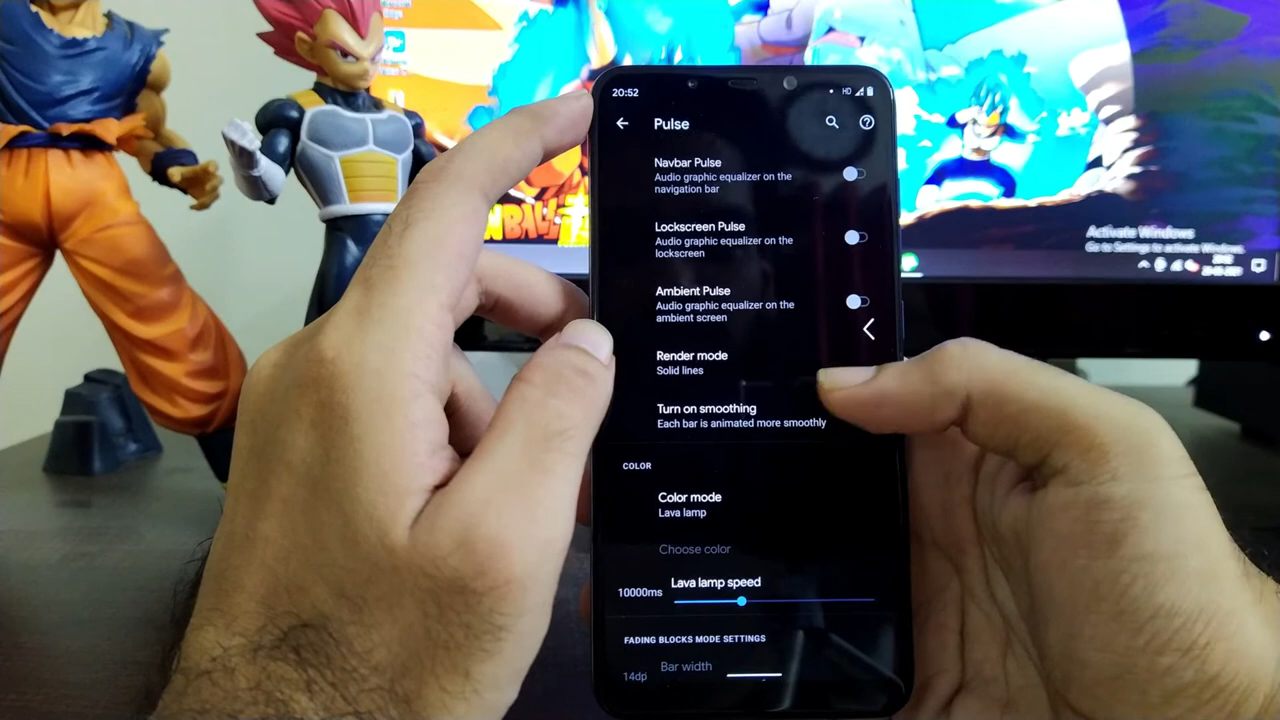 20:52
HD
Pulse
Navbar Pulse
Audio graphic equalizer on the
navigation bar
Lockscreen Pulse
Audio graphic equalizer on the
lockscreen
Ambient Pulse
Audio graphic equalizer on the
ambient screen
Render mode
Solid lines
Turn on smoothing
Each bar is animated more smoothly
COLOR
Color mode
Lava lamp
Choose color
Lava lamp speed
10000ms
FADING BLOCKS MODE SETTINGS
Bar width
14dp
Activate Windows
Go to Settings to activate Windows.